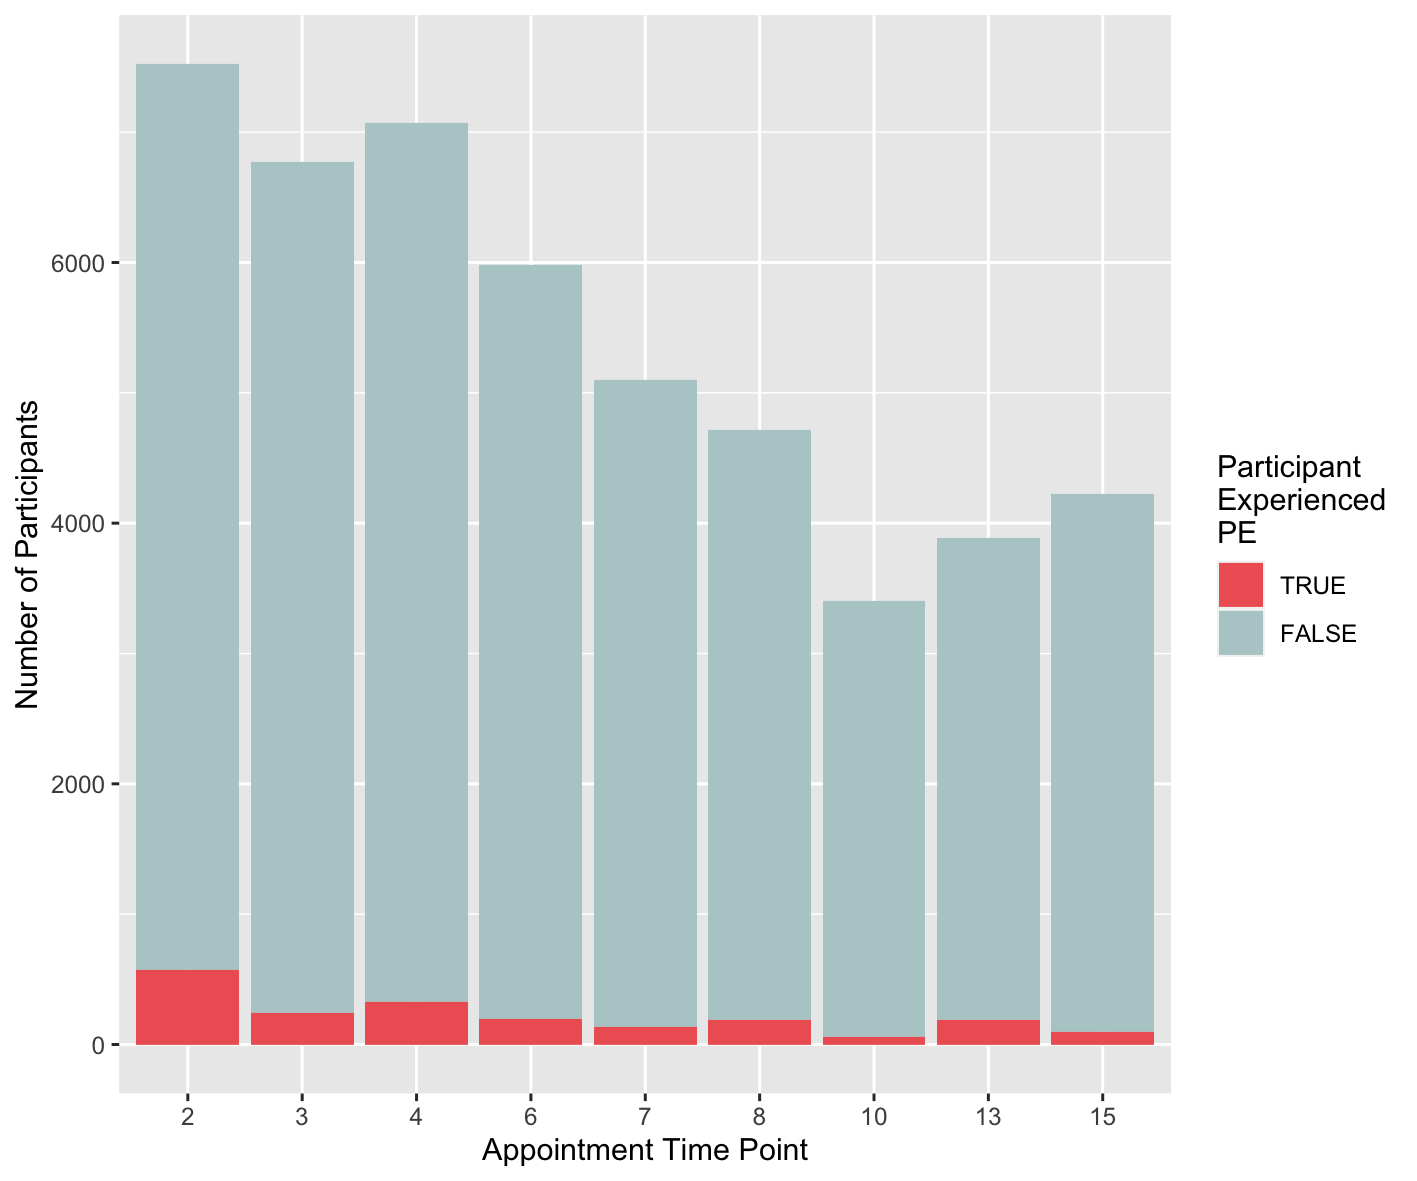 Number of Participants
6000
4000
2000
0
2 3 4 6 7 8 10 13 15
Appointment Time Point
Participant
Experienced
PE
TRUE
FALSE